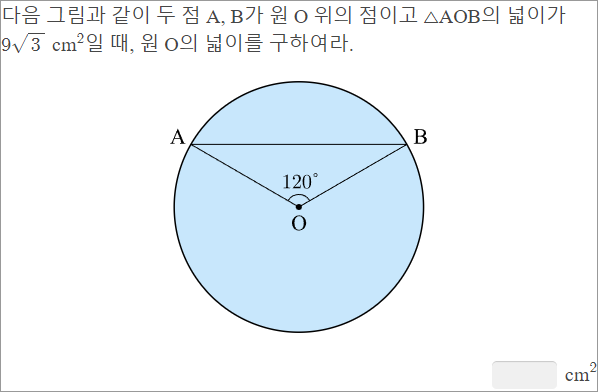 다음 그림과 같이 두 점 A, B가 원 O 위의 점이고 △AOB의 넓이가
9√3 cm²일 때, 원 O의 넓이를 구하여라.
A
B
120°
O
cm²